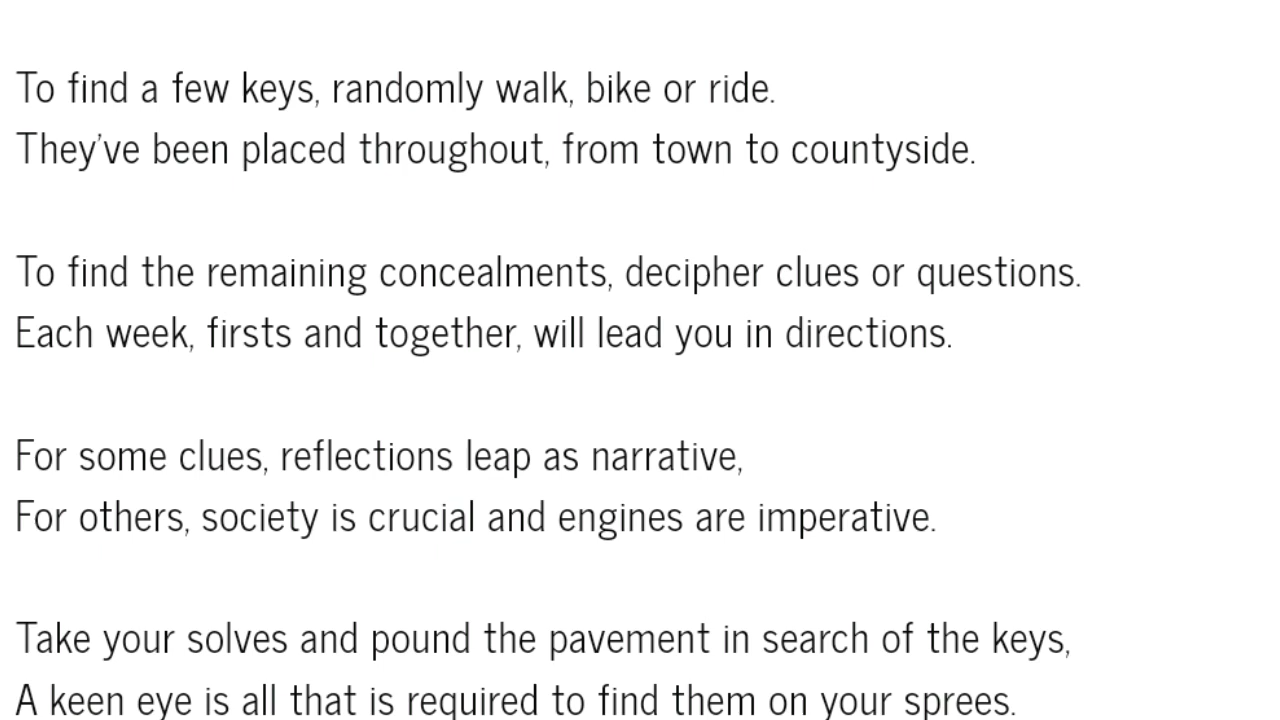 To find a few keys, randomly walk, bike or ride.
They've been placed throughout, from town to countyside.
To find the remaining concealments, decipher clues or questions.
Each week, firsts and together, will lead you in directions.
For some clues, reflections leap as narrative,
For others, society is crucial and engines are imperative.
Take your solves and pound the pavement in search of the keys,
A keen eye is all that is required to find them on your sprees.